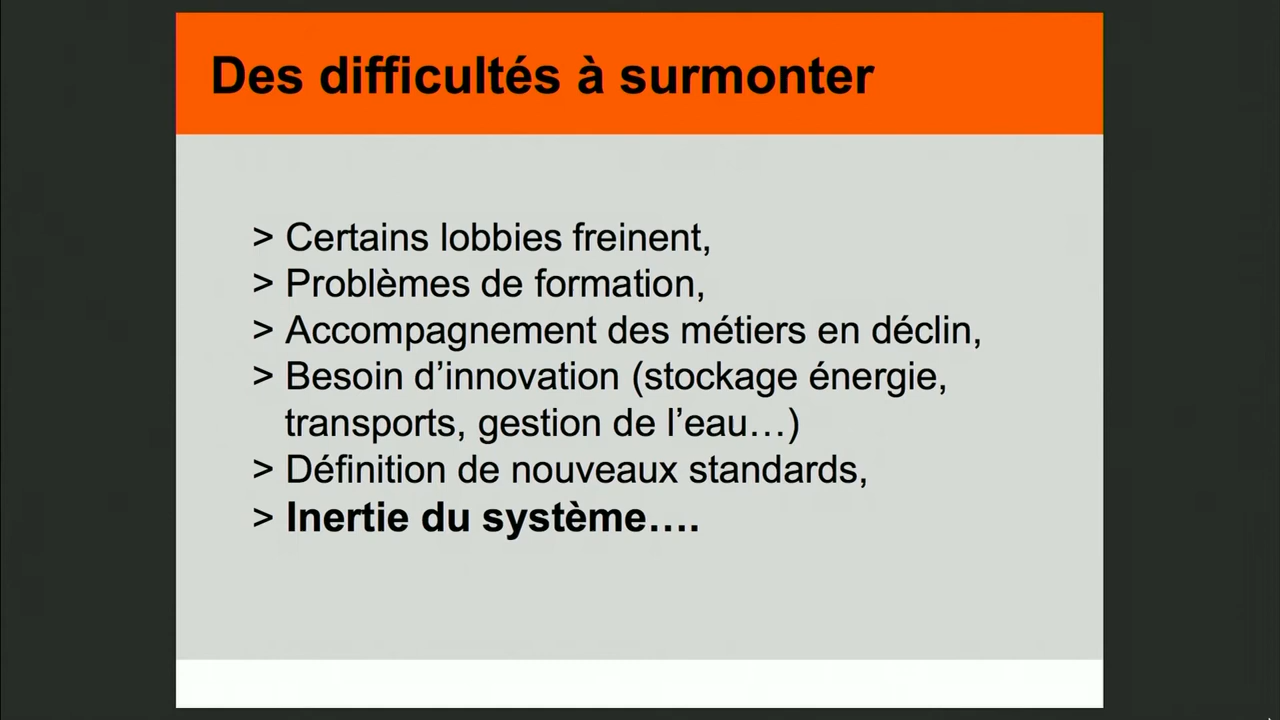 Des difficultés à surmonter
> Certains lobbies freinent,
> Problèmes de formation,
> Accompagnement des métiers en déclin,
> Besoin d’innovation (stockage énergie,
transports, gestion de l’eau…)
> Définition de nouveaux standards,
> Inertie du système….